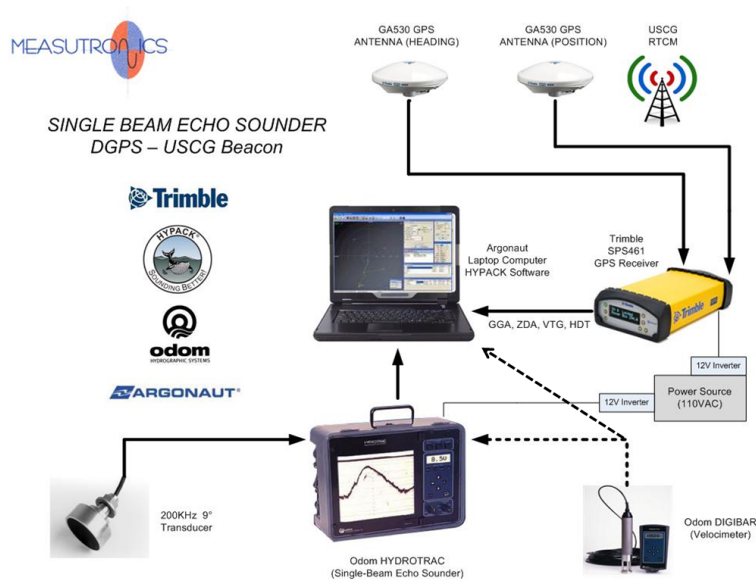 MEASUTRONICS
GA530 GPS
ANTENNA (HEADING)
GA530 GPS
ANTENNA (POSITION)
USCG
RTCM
SINGLE BEAM ECHO SOUNDER
DGPS – USCG Beacon
Trimble
HYPACK®
SOUNDING BETTER!
odom
HYDROGRAPHIC SYSTEMS
ARGONAUT®
Argonaut
Laptop Computer
HYPACK Software
Trimble
SPS461
GPS Receiver
Trimble
GGA, ZDA, VTG, HDT
12V Inverter
Power Source
(110VAC)
12V Inverter
HYDROTRAC
8.50
200KHz 9°
Transducer
Odom HYDROTRAC
(Single-Beam Echo Sounder)
Odom DIGIBAR
(Velocimeter)